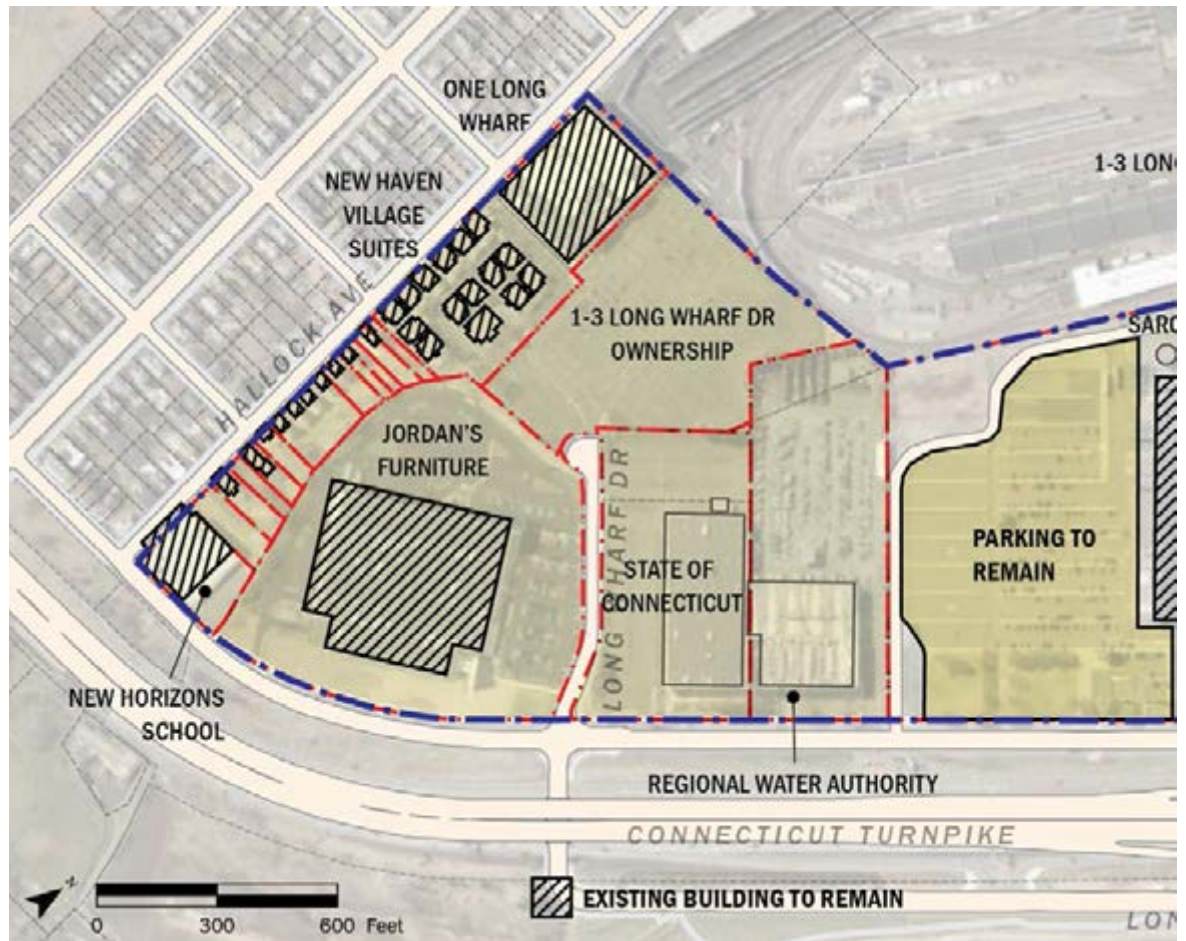 ONE LONG
WHARF
NEW HAVEN
VILLAGE
SUITES
1-3 LONG
HALLOCK AVE
1-3 LONG WHARF DR
OWNERSHIP
SARG
JORDAN'S
FURNITURE
LONG WHARF DR
STATE OF
CONNECTICUT
PARKING TO
REMAIN
NEW HORIZONS
SCHOOL
REGIONAL WATER AUTHORITY
CONNECTICUT TURNPIKE
N
0 300 600 Feet
EXISTING BUILDING TO REMAIN
LON